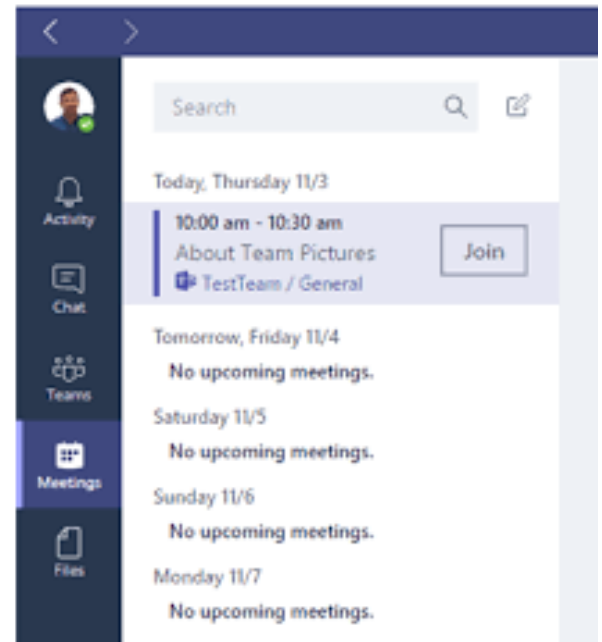 Search
Today, Thursday 11/3
10:00 am - 10:30 am
About Team Pictures
Join
TestTeam / General
Tomorrow, Friday 11/4
No upcoming meetings.
Saturday 11/5
No upcoming meetings.
Sunday 11/6
No upcoming meetings.
Monday 11/7
No upcoming meetings.
Activity
Chat
Teams
Meetings
Files